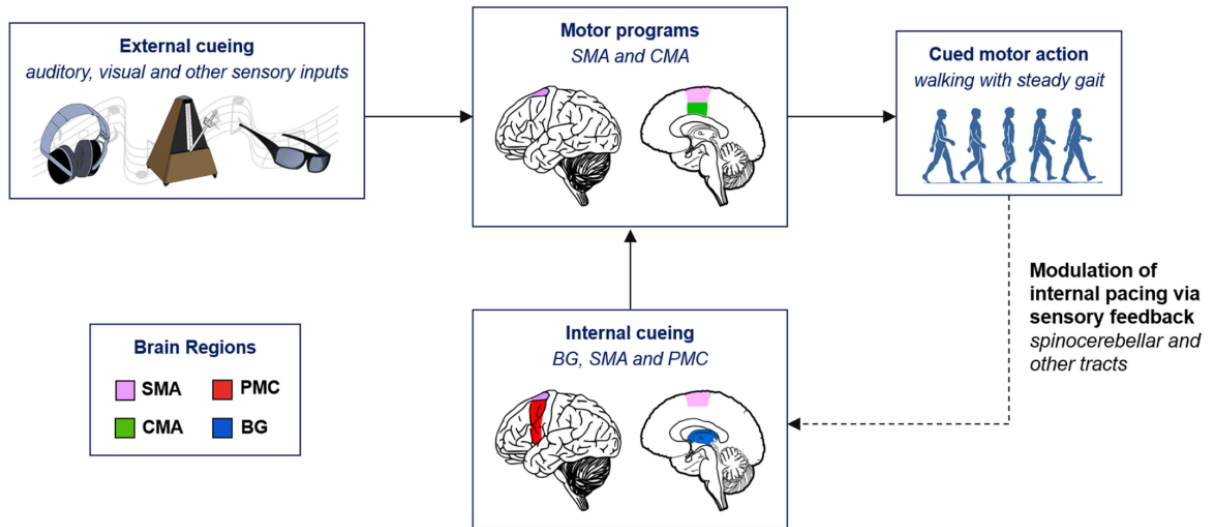 External cueing
auditory, visual and other sensory inputs
Motor programs
SMA and CMA
Cued motor action
walking with steady gait
Modulation of
internal pacing via
sensory feedback
spinocerebellar and
other tracts
Internal cueing
BG, SMA and PMC
Brain Regions
SMA PMC
CMA BG